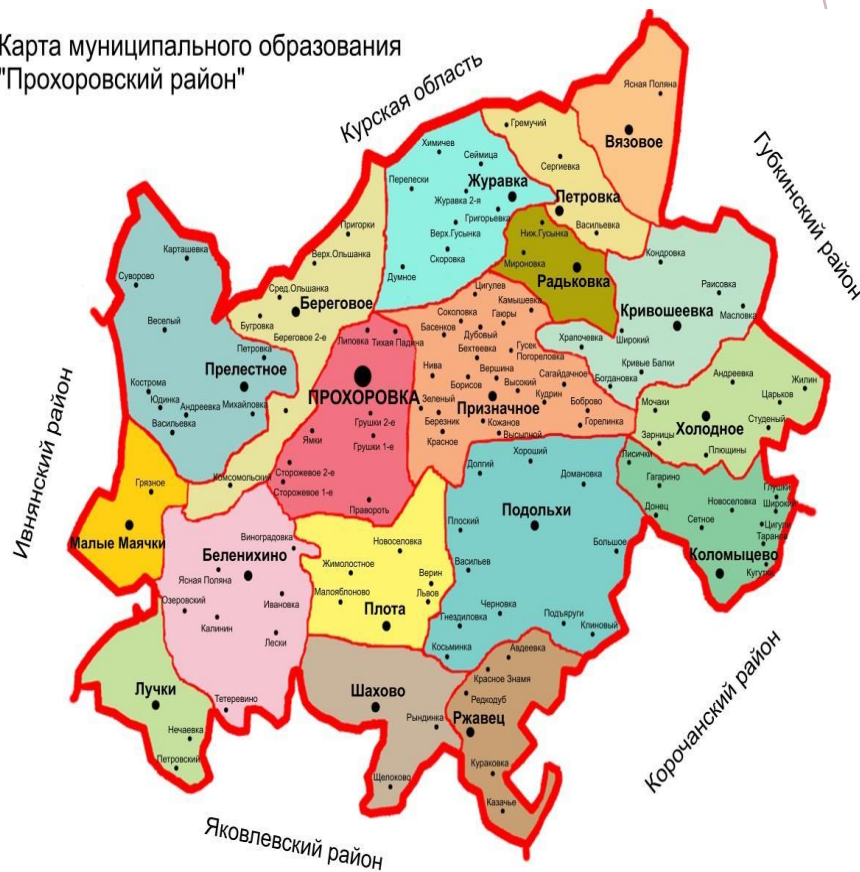 Карта муниципального образования
"Прохоровский район"
Курская область
Губкинский район
Ивнянский район
Корочанский район
Яковлевский район
Ясная Поляна
Вязовое
Гремучий
Сергиевка
Петровка
Васильевка
Химичев
Сеймица
Перелески
Журавка
Журавка 2-я
Григорьевка
Верх.Гусынка
Скоровка
Думное
Ниж.Гусынка
Мироновка
Радьковка
Кондровка
Раисовка
Масловка
Кривошеевка
Широкий
Храпочевка
Кривые Балки
Богдановка
Пригорки
Верх.Ольшанка
Сред.Ольшанка
Береговое
Бугровка
Береговое 2-е
Комсомольский
Карташевка
Суворово
Веселый
Петровка
Прелестное
Кострома
Юдинка
Андреевка
Михайловка
Васильевка
Липовка
Тихая Падина
ПРОХОРОВКА
Грушки 2-е
Ямки
Грушки 1-е
Сторожевое 2-е
Сторожевое 1-е
Правороть
Цигулев
Камышевка
Соколовка
Гаюры
Басенков
Дубовый
Бехтеевка
Гусек
Погореловка
Нива
Вершина
Сагайдачное
Борисов
Высокий
Зеленый
Кудрин
Призначное
Боброво
Березник
Кожанов
Горелинка
Красное
Высыпной
Андреевка
Жилин
Царьков
Мочаки
Студеный
Холодное
Зарницы
Плющины
Лисички
Гагарино
Глушки
Новоселовка
Широкий
Донец
Сетное
Цигули
Таранов
Коломыцево
Кугутка
Хороший
Долгий
Домановка
Подольхи
Плоский
Большое
Васильев
Черновка
Подъяруги
Гнездиловка
Клиновый
Косьминка
Грязное
Малые Маячки
Виноградовка
Беленихино
Ясная Поляна
Озеровский
Ивановка
Калинин
Лески
Тетеревино
Новоселовка
Жимолостное
Верин
Малояблоново
Львов
Плота
Лучки
Нечаевка
Петровский
Шахово
Рындинка
Щелоково
Авдеевка
Красное Знамя
Редкодуб
Ржавец
Кураковка
Казачье